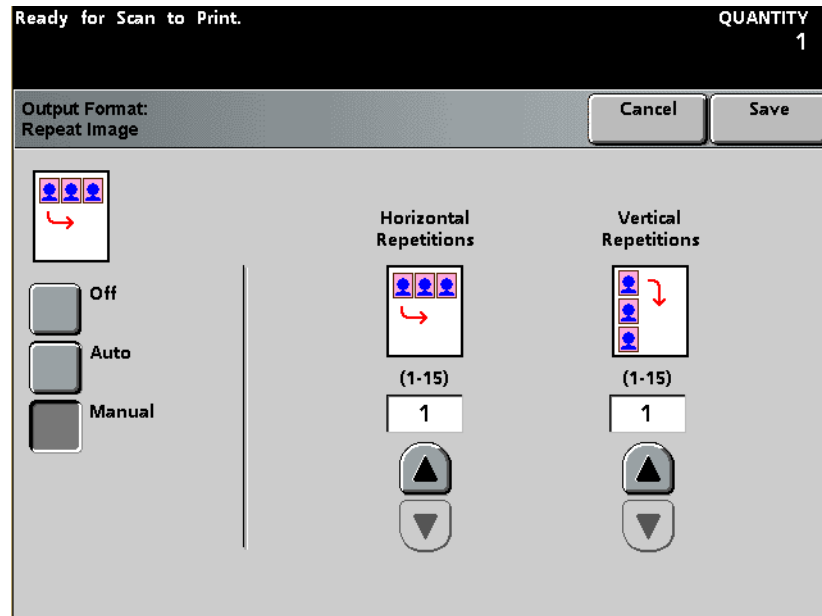 Ready for Scan to Print.
QUANTITY
1
Output Format:
Repeat Image
Cancel
Save
Off
Auto
Manual
Horizontal
Repetitions
(1-15)
1
Vertical
Repetitions
(1-15)
1